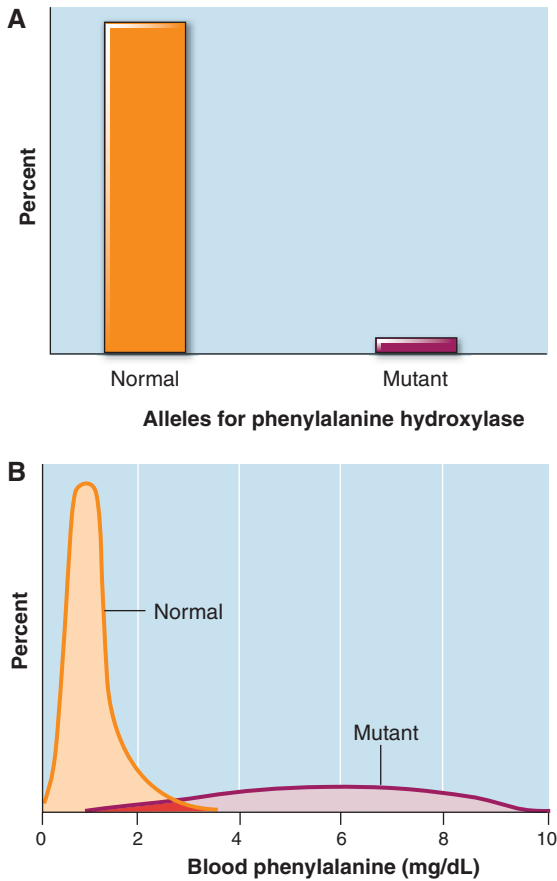 A
Percent
Normal Mutant
Alleles for phenylalanine hydroxylase
B
Percent
Normal
Mutant
0 2 4 6 8 10
Blood phenylalanine (mg/dL)